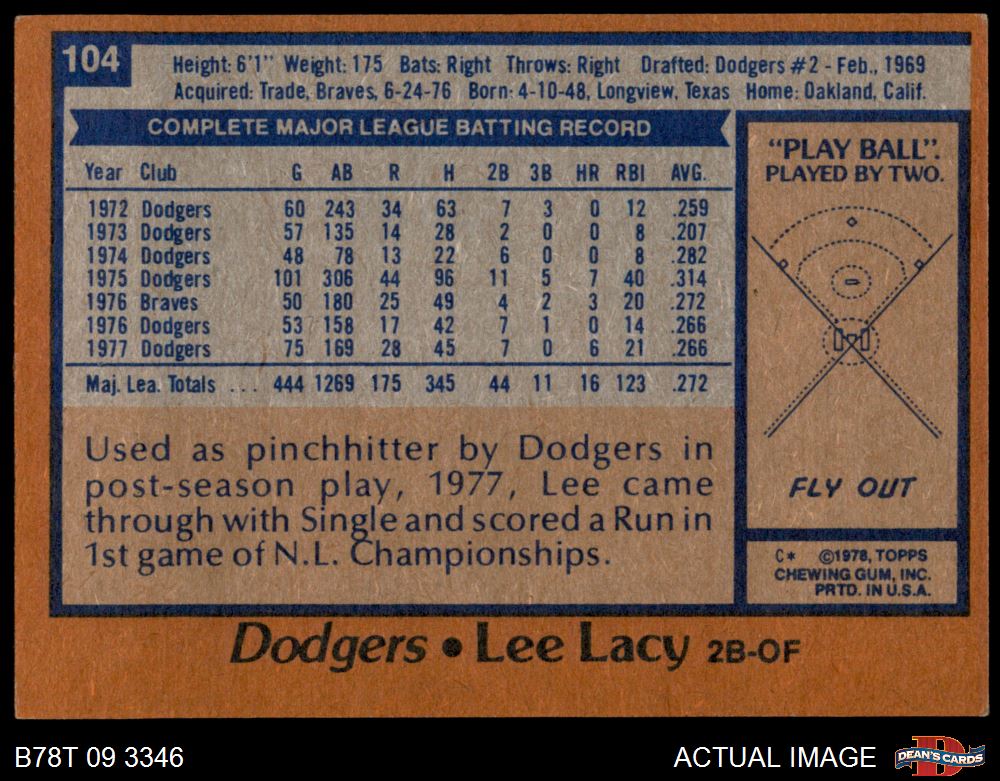 104
Height: 6'1" Weight: 175 Bats: Right Throws: Right Drafted: Dodgers #2 - Feb., 1969
Acquired: Trade, Braves, 6-24-76 Born: 4-10-48, Longview, Texas Home: Oakland, Calif.
COMPLETE MAJOR LEAGUE BATTING RECORD
Year Club G AB R H 2B 3B HR RBI AVG.
1972 Dodgers 60 243 34 63 7 3 0 12 .259
1973 Dodgers 57 135 14 28 2 0 0 8 .207
1974 Dodgers 48 78 13 22 6 0 0 8 .282
1975 Dodgers 101 306 44 96 11 5 7 40 .314
1976 Braves 50 180 25 49 4 2 3 20 .272
1976 Dodgers 53 158 17 42 7 1 0 14 .266
1977 Dodgers 75 169 28 45 7 0 6 21 .266
Maj. Lea. Totals ... 444 1269 175 345 44 11 16 123 .272
Used as pinchhitter by Dodgers in
post-season play, 1977, Lee came
through with Single and scored a Run in
1st game of N.L. Championships.
"PLAY BALL".
PLAYED BY TWO.
FLY OUT
C* ©1978, TOPPS
CHEWING GUM, INC.
PRTD. IN U.S.A.
Dodgers • Lee Lacy 2B-OF
B78T 09 3346
ACTUAL IMAGE
D
DEAN'S CARDS